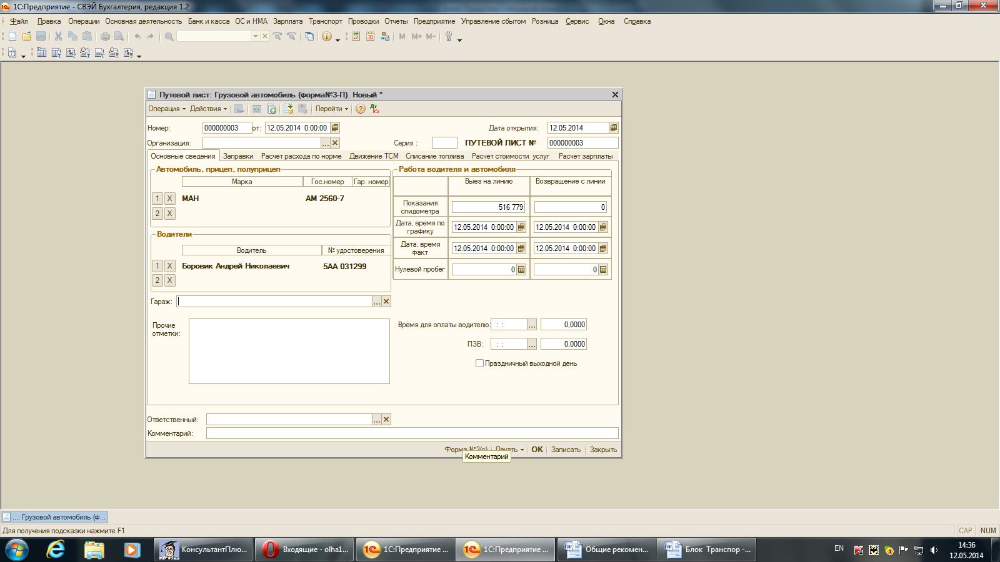 1С:Предприятие - СВЭЙ Бухгалтерия, редакция 1.2
Файл Правка Операции Основная деятельность Банк и касса ОС и НМА Зарплата Транспорт Проводки Отчеты Предприятие Управление сбытом Розница Сервис Окна Справка
M M+ M−
Путевой лист: Грузовой автомобиль (форма№3-П). Новый *
Операция Действия Перейти Дт Кт
Номер: 000000003 от: 12.05.2014 0:00:00 Дата открытия: 12.05.2014
Организация: Серия : ПУТЕВОЙ ЛИСТ № 000000003
Основные сведения Заправки Расчет расхода по норме Движение ТСМ Списание топлива Расчет стоимости услуг Расчет зарплаты
Автомобиль, прицеп, полуприцеп
Марка Гос.номер Гар. номер
1 X МАН АМ 2560-7
2 X
Водители
Водитель № удостоверения
1 X Боровик Андрей Николаевич 5АА 031299
2 X
Гараж:
Прочие отметки:
Работа водителя и автомобиля
Выез на линию Возвращение с линии
Показания спидометра 516 779 0
Дата, время по графику 12.05.2014 0:00:00 12.05.2014 0:00:00
Дата, время факт 12.05.2014 0:00:00 12.05.2014 0:00:00
Нулевой пробег 0 0
Время для оплаты водителю: : : 0,0000
ПЗВ: : : 0,0000
Праздничный выходной день
Ответственный:
Комментарий:
Форма №3(с) Печать OK Записать Закрыть
Комментарий
...: Грузовой автомобиль (ф...
Для получения подсказки нажмите F1
CAP NUM
КонсультантПлю... Входящие - olha1... 1С:Предприятие ... 1С:Предприятие ... Общие рекомен... Блок Транспор -...
EN 14:36
12.05.2014